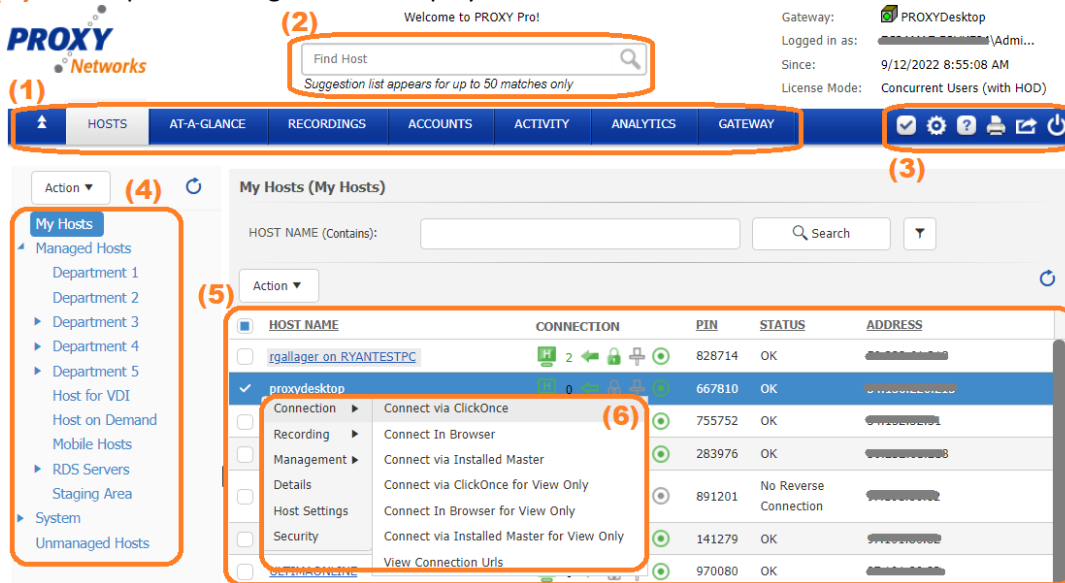 Welcome to PROXY Pro!
Gateway: PROXYDesktop
PROXY
Networks
(2)
Find Host
Suggestion list appears for up to 50 matches only
Logged in as: \Admi...
Since: 9/12/2022 8:55:08 AM
License Mode: Concurrent Users (with HOD)
(1)
HOSTS AT-A-GLANCE RECORDINGS ACCOUNTS ACTIVITY ANALYTICS GATEWAY
(3)
Action ▼ (4)
My Hosts
Managed Hosts
Department 1
Department 2
Department 3
Department 4
Department 5
Host for VDI
Host on Demand
Mobile Hosts
RDS Servers
Staging Area
System
Unmanaged Hosts
My Hosts (My Hosts)
HOST NAME (Contains): Search
Action ▼
(5)
HOST NAME CONNECTION PIN STATUS ADDRESS
rgallager on RYANTESTPC H 2 828714 OK
proxydesktop H 0 667810 OK
755752 OK
283976 OK
891201 No Reverse
Connection
141279 OK
ULTIMAONLINE 970080 OK
(6)
Connection
Recording
Management
Details
Host Settings
Security
Connect via ClickOnce
Connect In Browser
Connect via Installed Master
Connect via ClickOnce for View Only
Connect In Browser for View Only
Connect via Installed Master for View Only
View Connection Urls